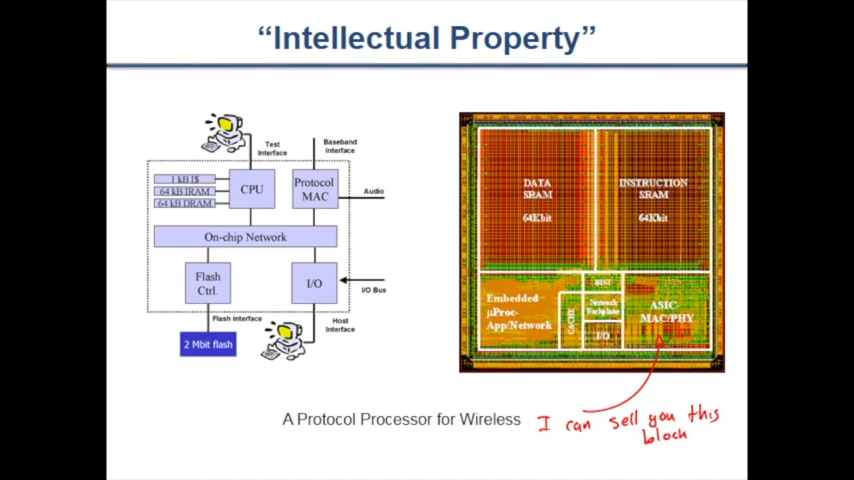 “Intellectual Property”
Test
Interface
Baseband
Interface
1 kB I$
64 kB IRAM
64 kB DRAM
CPU
Protocol
MAC
Audio
On-chip Network
Flash
Ctrl.
I/O
I/O Bus
Flash Interface
Host
Interface
2 Mbit flash
DATA
SRAM
64Kbit
INSTRUCTION
SRAM
64Kbit
Embedded
µProc-
App/Network
CACHE
BIST
Network
Backplane
I/O
ASIC
MAC/PHY
A Protocol Processor for Wireless
I can sell you this
block